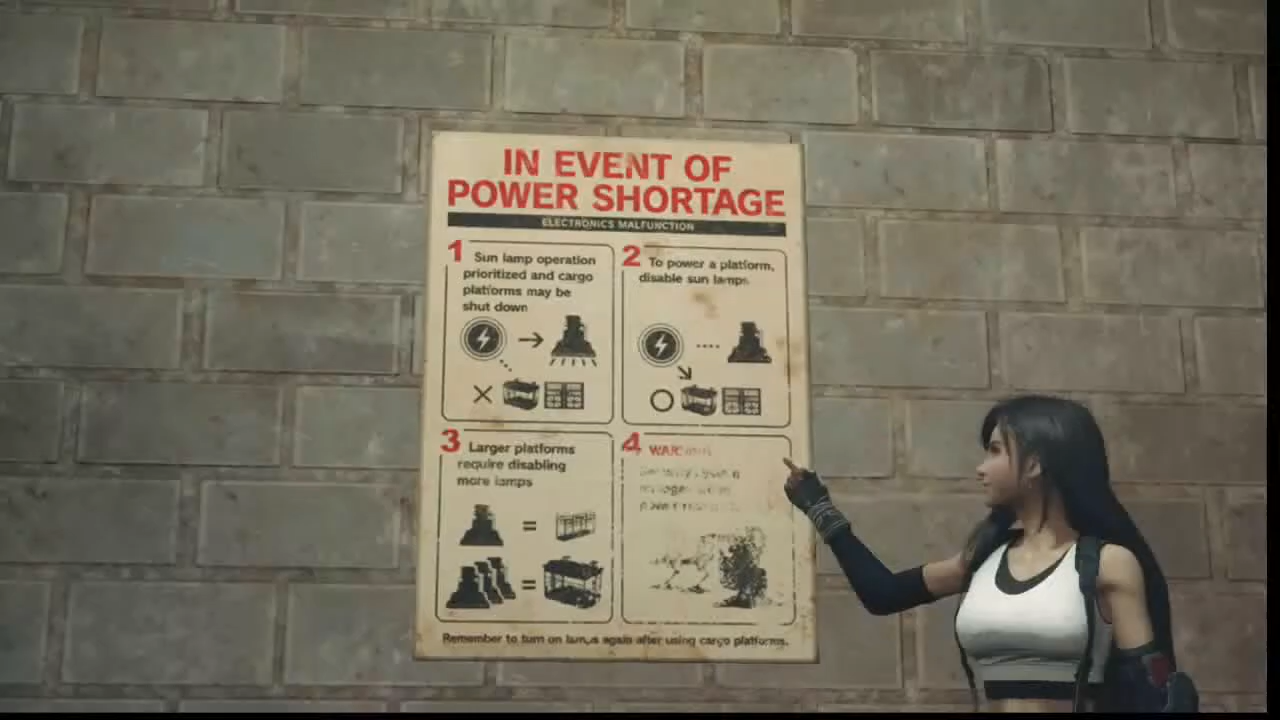 IN EVENT OF
POWER SHORTAGE
ELECTRONICS MALFUNCTION
1 Sun lamp operation
prioritized and cargo
platforms may be
shut down
2 To power a platform,
disable sun lamps.
3 Larger platforms
require disabling
more lamps
4
Remember to turn on lamps again after using cargo platforms.